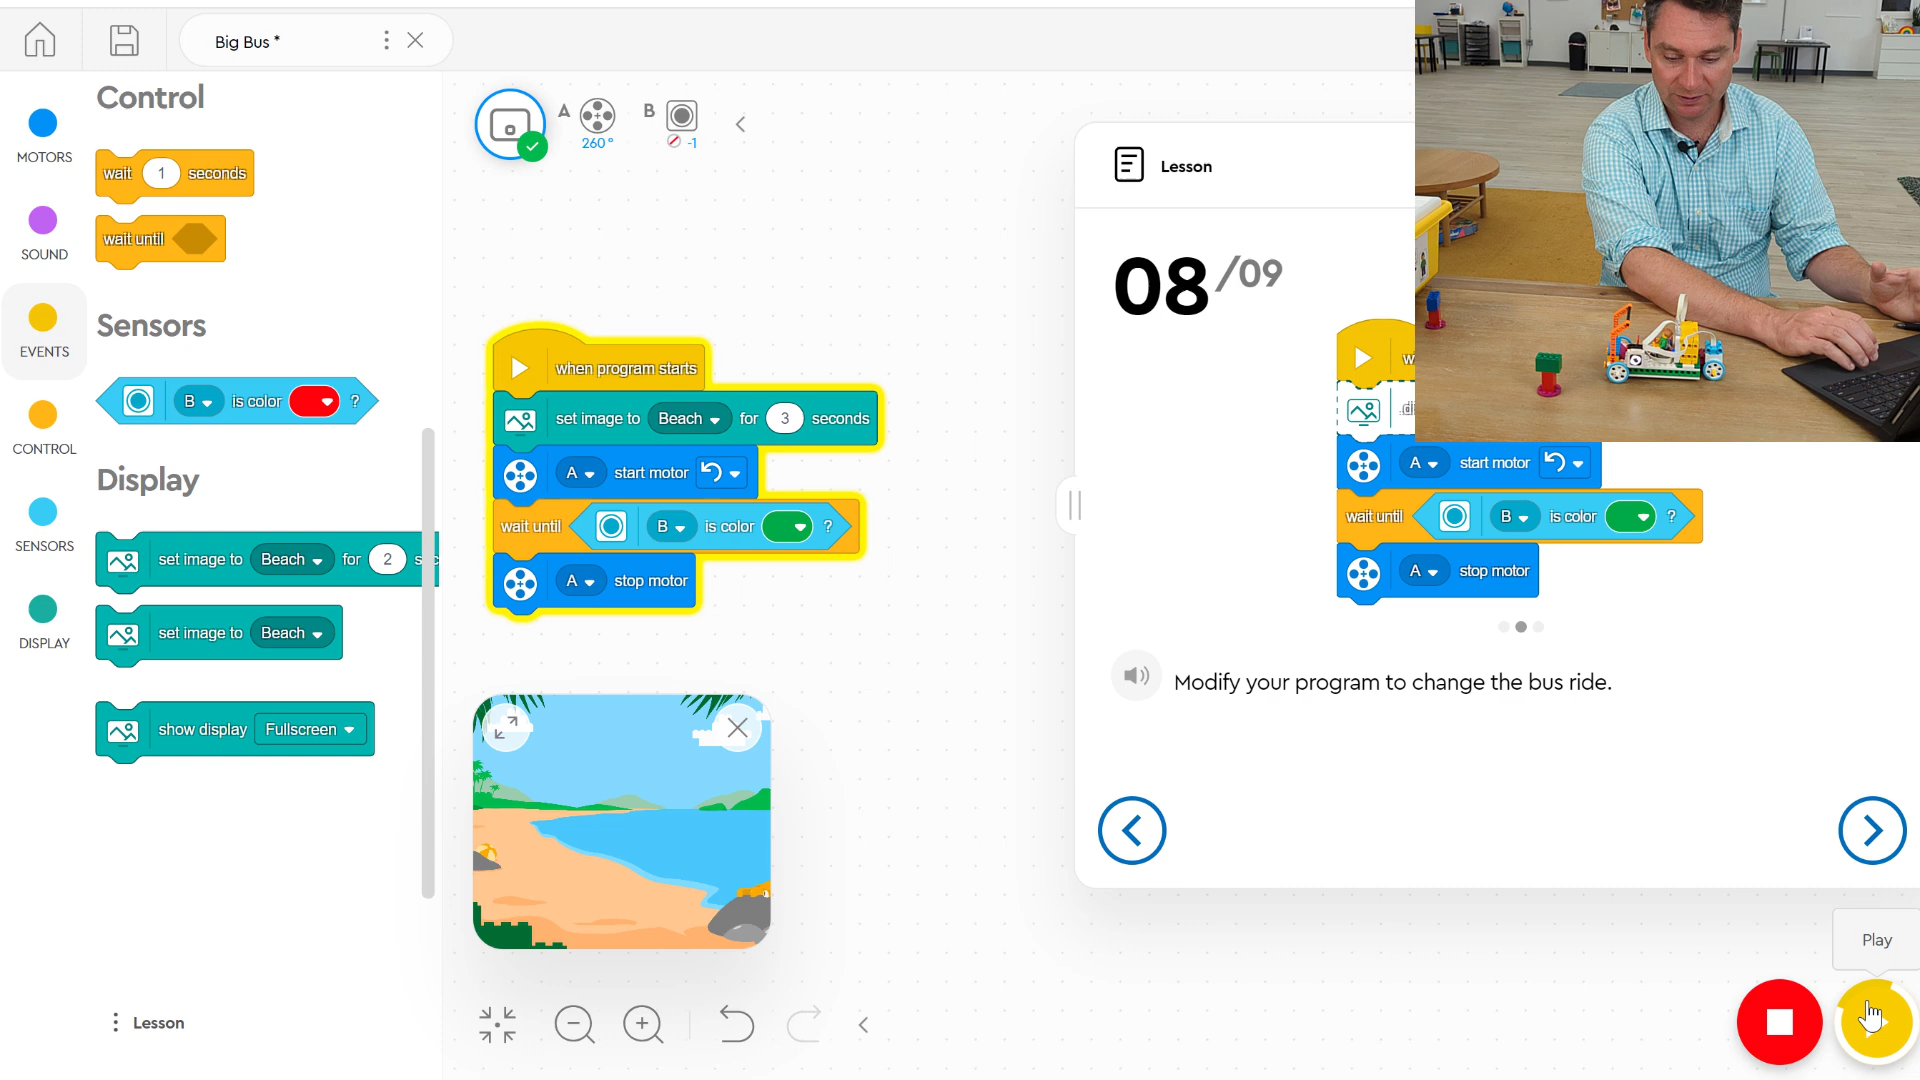 Big Bus *
Control
MOTORS
wait 1 seconds
SOUND
wait until
EVENTS
Sensors
B is color ?
CONTROL
Display
SENSORS
set image to Beach for 2
set image to Beach
DISPLAY
show display Fullscreen
Lesson
A
260°
B
-1
when program starts
set image to Beach for 3 seconds
A start motor
wait until B is color ?
A stop motor
Lesson
08/09
A start motor
wait until B is color ?
A stop motor
Modify your program to change the bus ride.
Play